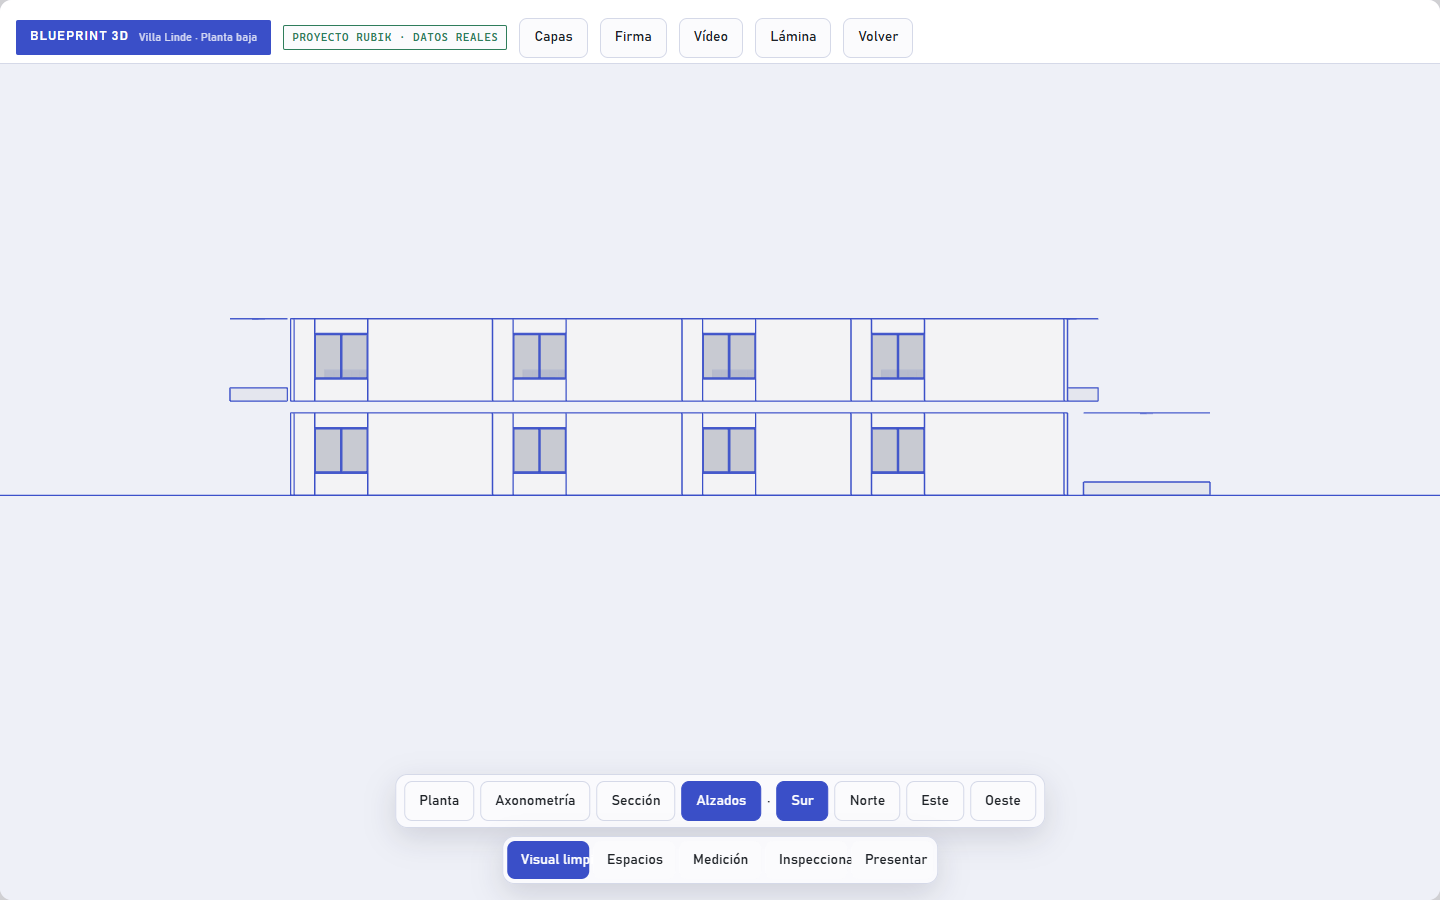 BLUEPRINT 3D Villa Linde · Planta baja PROYECTO RUBIK · DATOS REALES Capas Firma Vídeo Lámina Volver
Planta Axonometría Sección Alzados · Sur Norte Este Oeste
Visual limp Espacios Medición Inspecciona Presentar